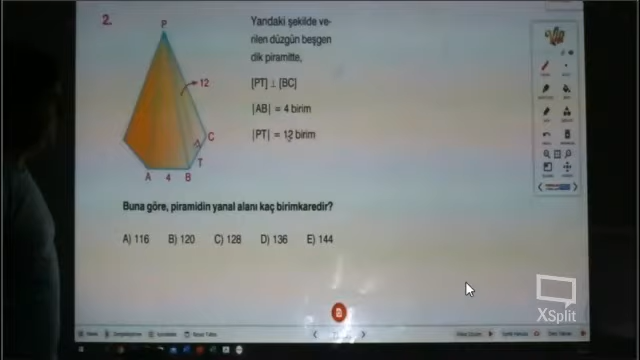 2.
P
Yandaki şekilde ve-
rilen düzgün beşgen
dik piramitte,
12
[PT] ⊥ [BC]
|AB| = 4 birim
|PT| = 12 birim
C
T
A 4 B
Buna göre, piramidin yanal alanı kaç birimkaredir?
A) 116 B) 120 C) 128 D) 136 E) 144
XSplit